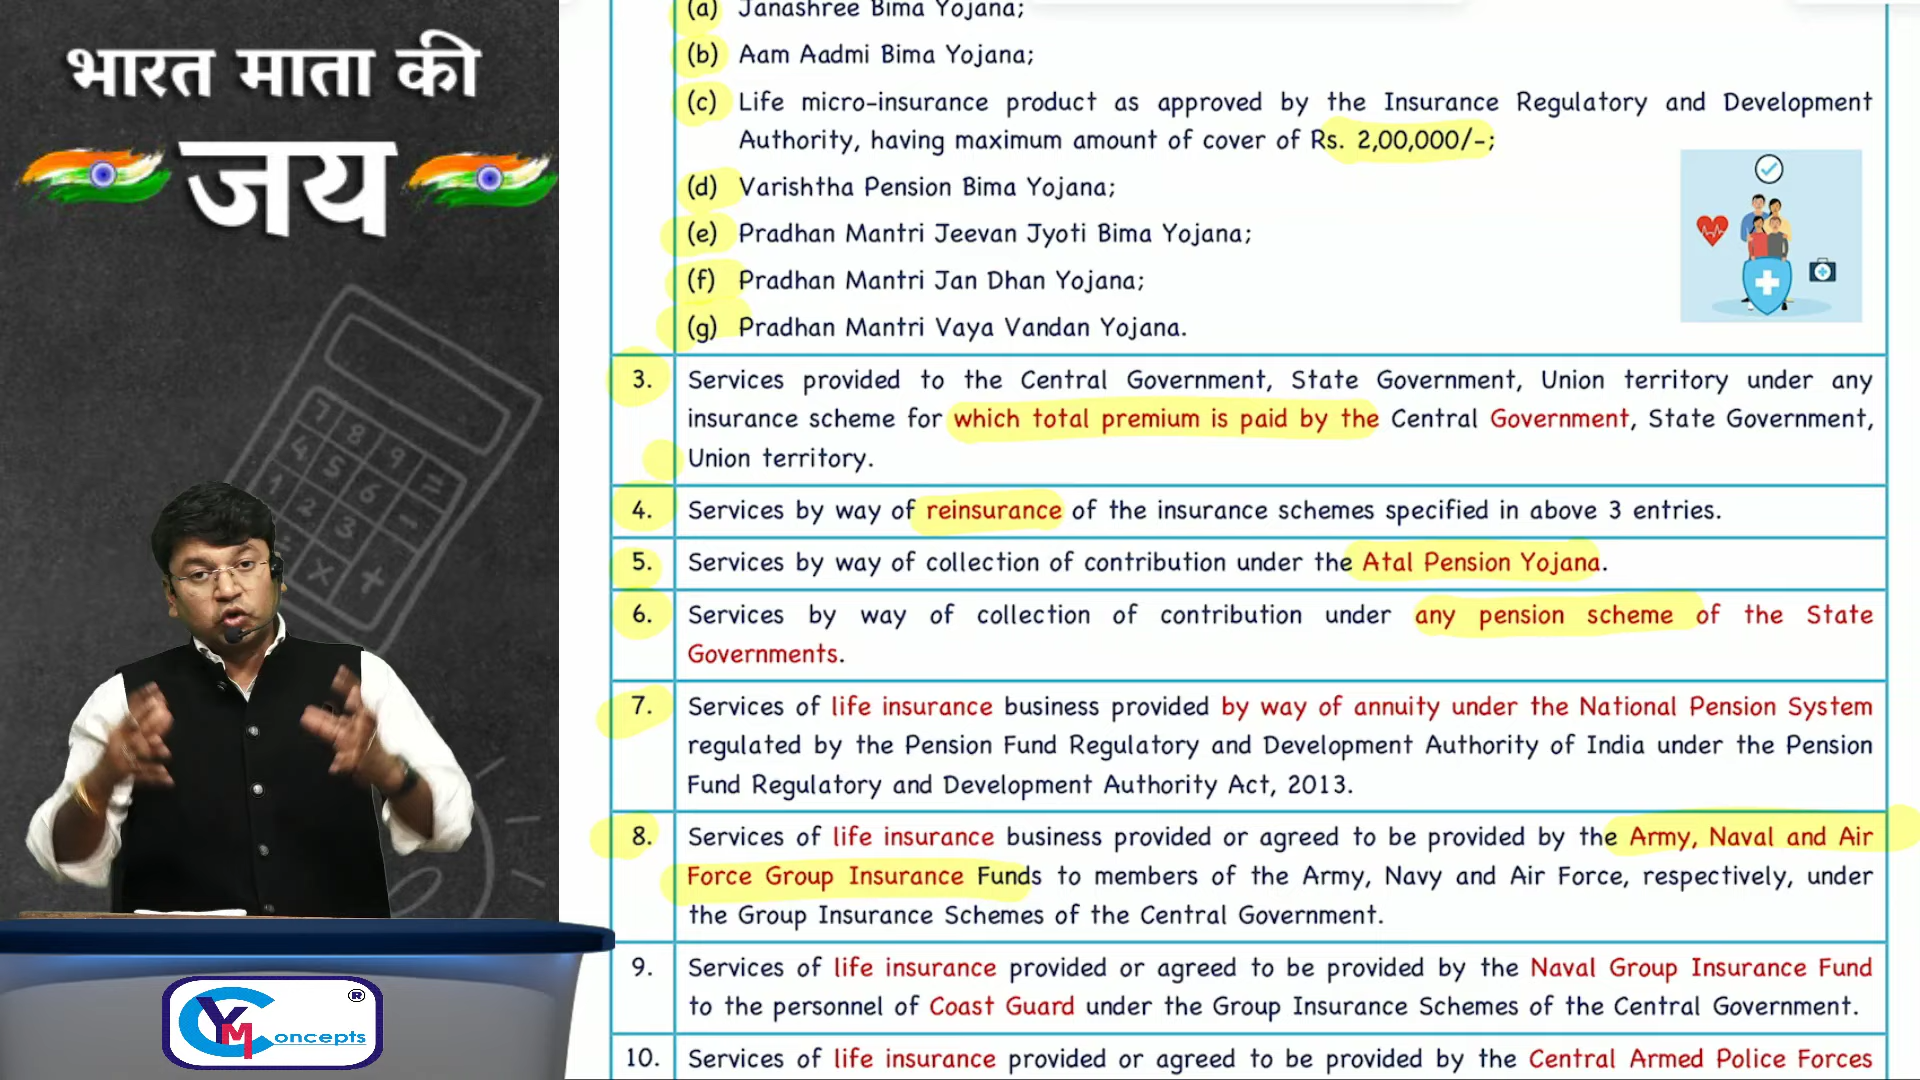 भारत माता की
जय
(a) Janashree Bima Yojana;
(b) Aam Aadmi Bima Yojana;
(c) Life micro-insurance product as approved by the Insurance Regulatory and Development
Authority, having maximum amount of cover of Rs. 2,00,000/-;
(d) Varishtha Pension Bima Yojana;
(e) Pradhan Mantri Jeevan Jyoti Bima Yojana;
(f) Pradhan Mantri Jan Dhan Yojana;
(g) Pradhan Mantri Vaya Vandan Yojana.
3. Services provided to the Central Government, State Government, Union territory under any
insurance scheme for which total premium is paid by the Central Government, State Government,
Union territory.
4. Services by way of reinsurance of the insurance schemes specified in above 3 entries.
5. Services by way of collection of contribution under the Atal Pension Yojana.
6. Services by way of collection of contribution under any pension scheme of the State
Governments.
7. Services of life insurance business provided by way of annuity under the National Pension System
regulated by the Pension Fund Regulatory and Development Authority of India under the Pension
Fund Regulatory and Development Authority Act, 2013.
8. Services of life insurance business provided or agreed to be provided by the Army, Naval and Air
Force Group Insurance Funds to members of the Army, Navy and Air Force, respectively, under
the Group Insurance Schemes of the Central Government.
9. Services of life insurance provided or agreed to be provided by the Naval Group Insurance Fund
to the personnel of Coast Guard under the Group Insurance Schemes of the Central Government.
10. Services of life insurance provided or agreed to be provided by the Central Armed Police Forces
7 8 9 =
4 5 6 -
1 2 3
× +
CYM Concepts ®